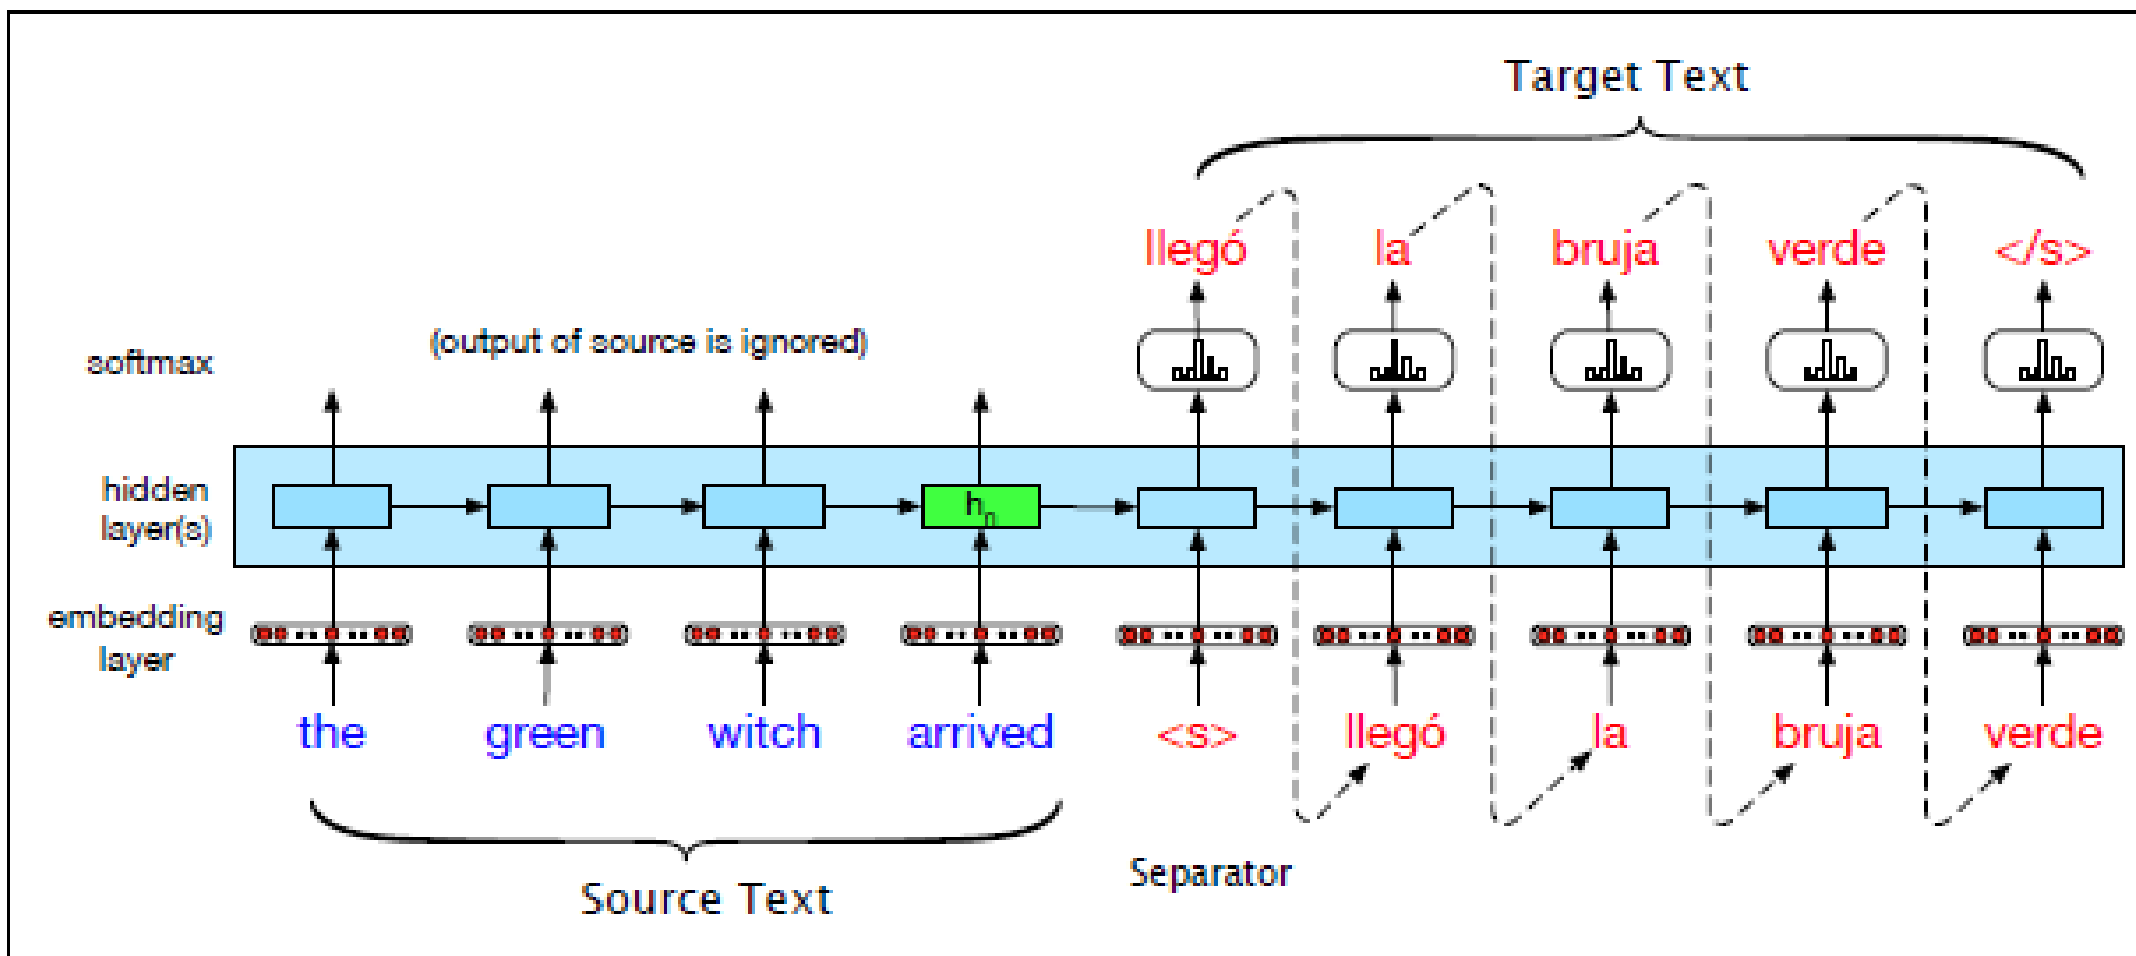 Target Text
llegó la bruja verde </s>
(output of source is ignored)
softmax
hidden
layer(s)
hn
embedding
layer
the green witch arrived <s> llegó la bruja verde
Separator
Source Text